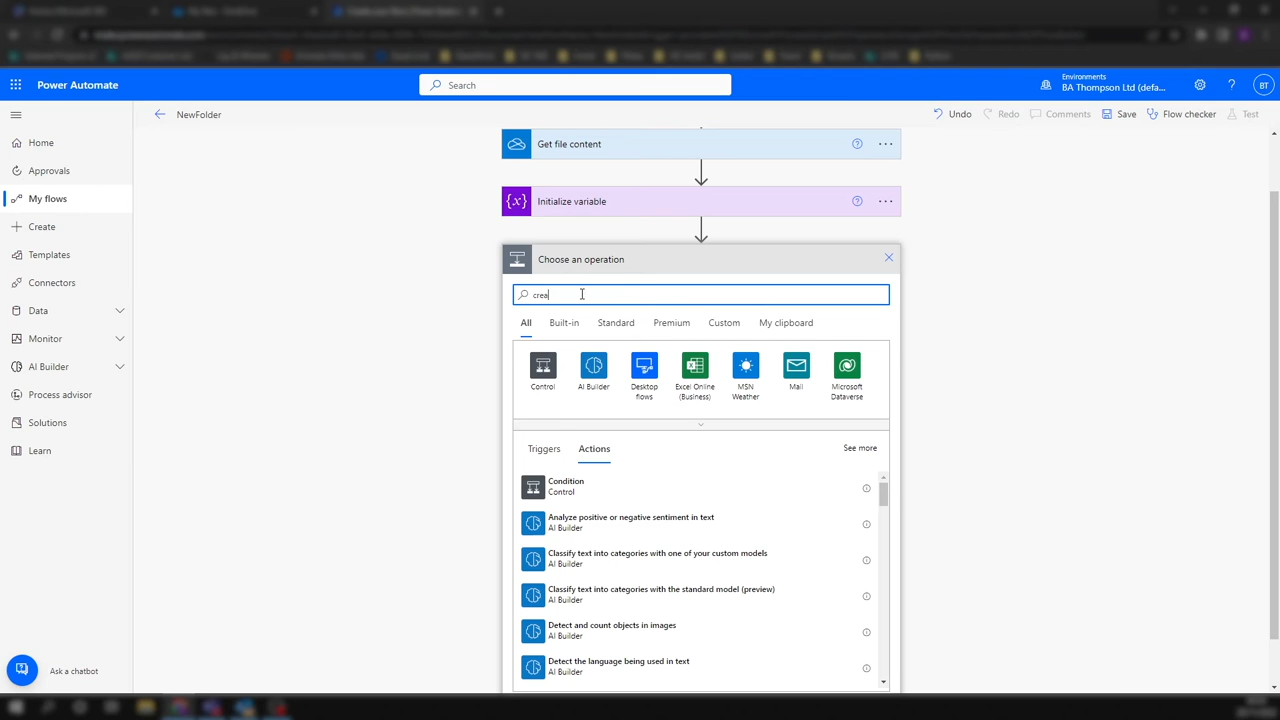 Power Automate
Search
Environments
BA Thompson Ltd (defa...
BT
NewFolder
Undo
Redo
Comments
Save
Flow checker
Test
Home
Approvals
My flows
Create
Templates
Connectors
Data
Monitor
AI Builder
Process advisor
Solutions
Learn
Ask a chatbot
Get file content
{x} Initialize variable
Choose an operation
crea
All
Built-in
Standard
Premium
Custom
My clipboard
Control
AI Builder
Desktop
flows
Excel Online
(Business)
MSN
Weather
Mail
Microsoft
Dataverse
Triggers
Actions
See more
Condition
Control
Analyze positive or negative sentiment in text
AI Builder
Classify text into categories with one of your custom models
AI Builder
Classify text into categories with the standard model (preview)
AI Builder
Detect and count objects in images
AI Builder
Detect the language being used in text
AI Builder